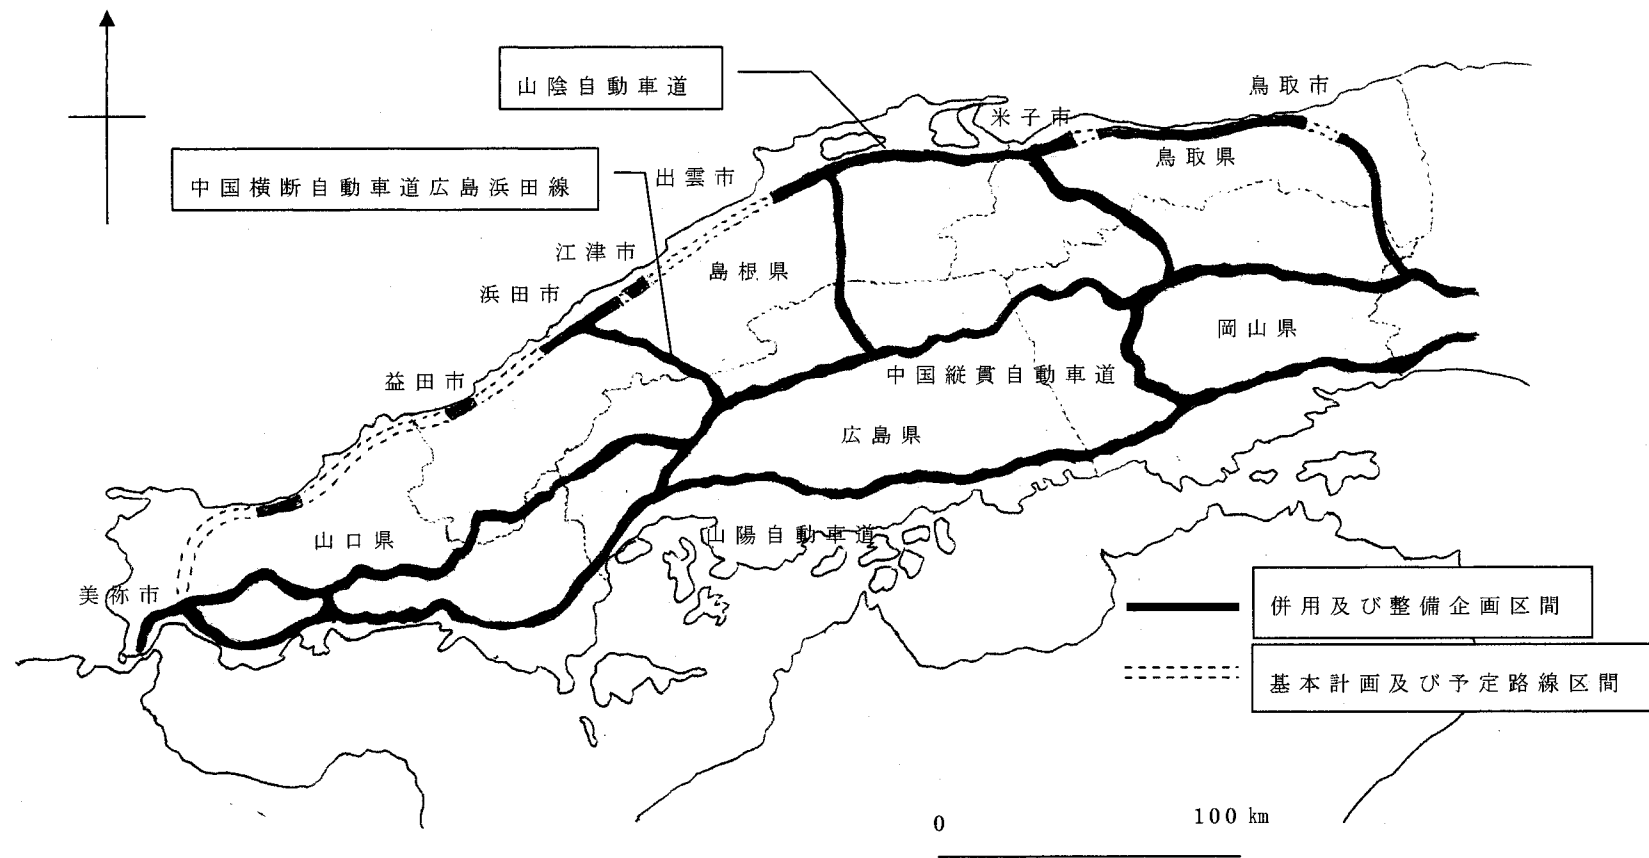 山陰自動車道
鳥取市
米子市
鳥取県
中国横断自動車道広島浜田線
出雲市
江津市
島根県
浜田市
岡山県
益田市
中国縦貫自動車道
広島県
山口県
山陽自動車道
美祢市
併用及び整備企画区間
基本計画及び予定路線区間
0
100 km